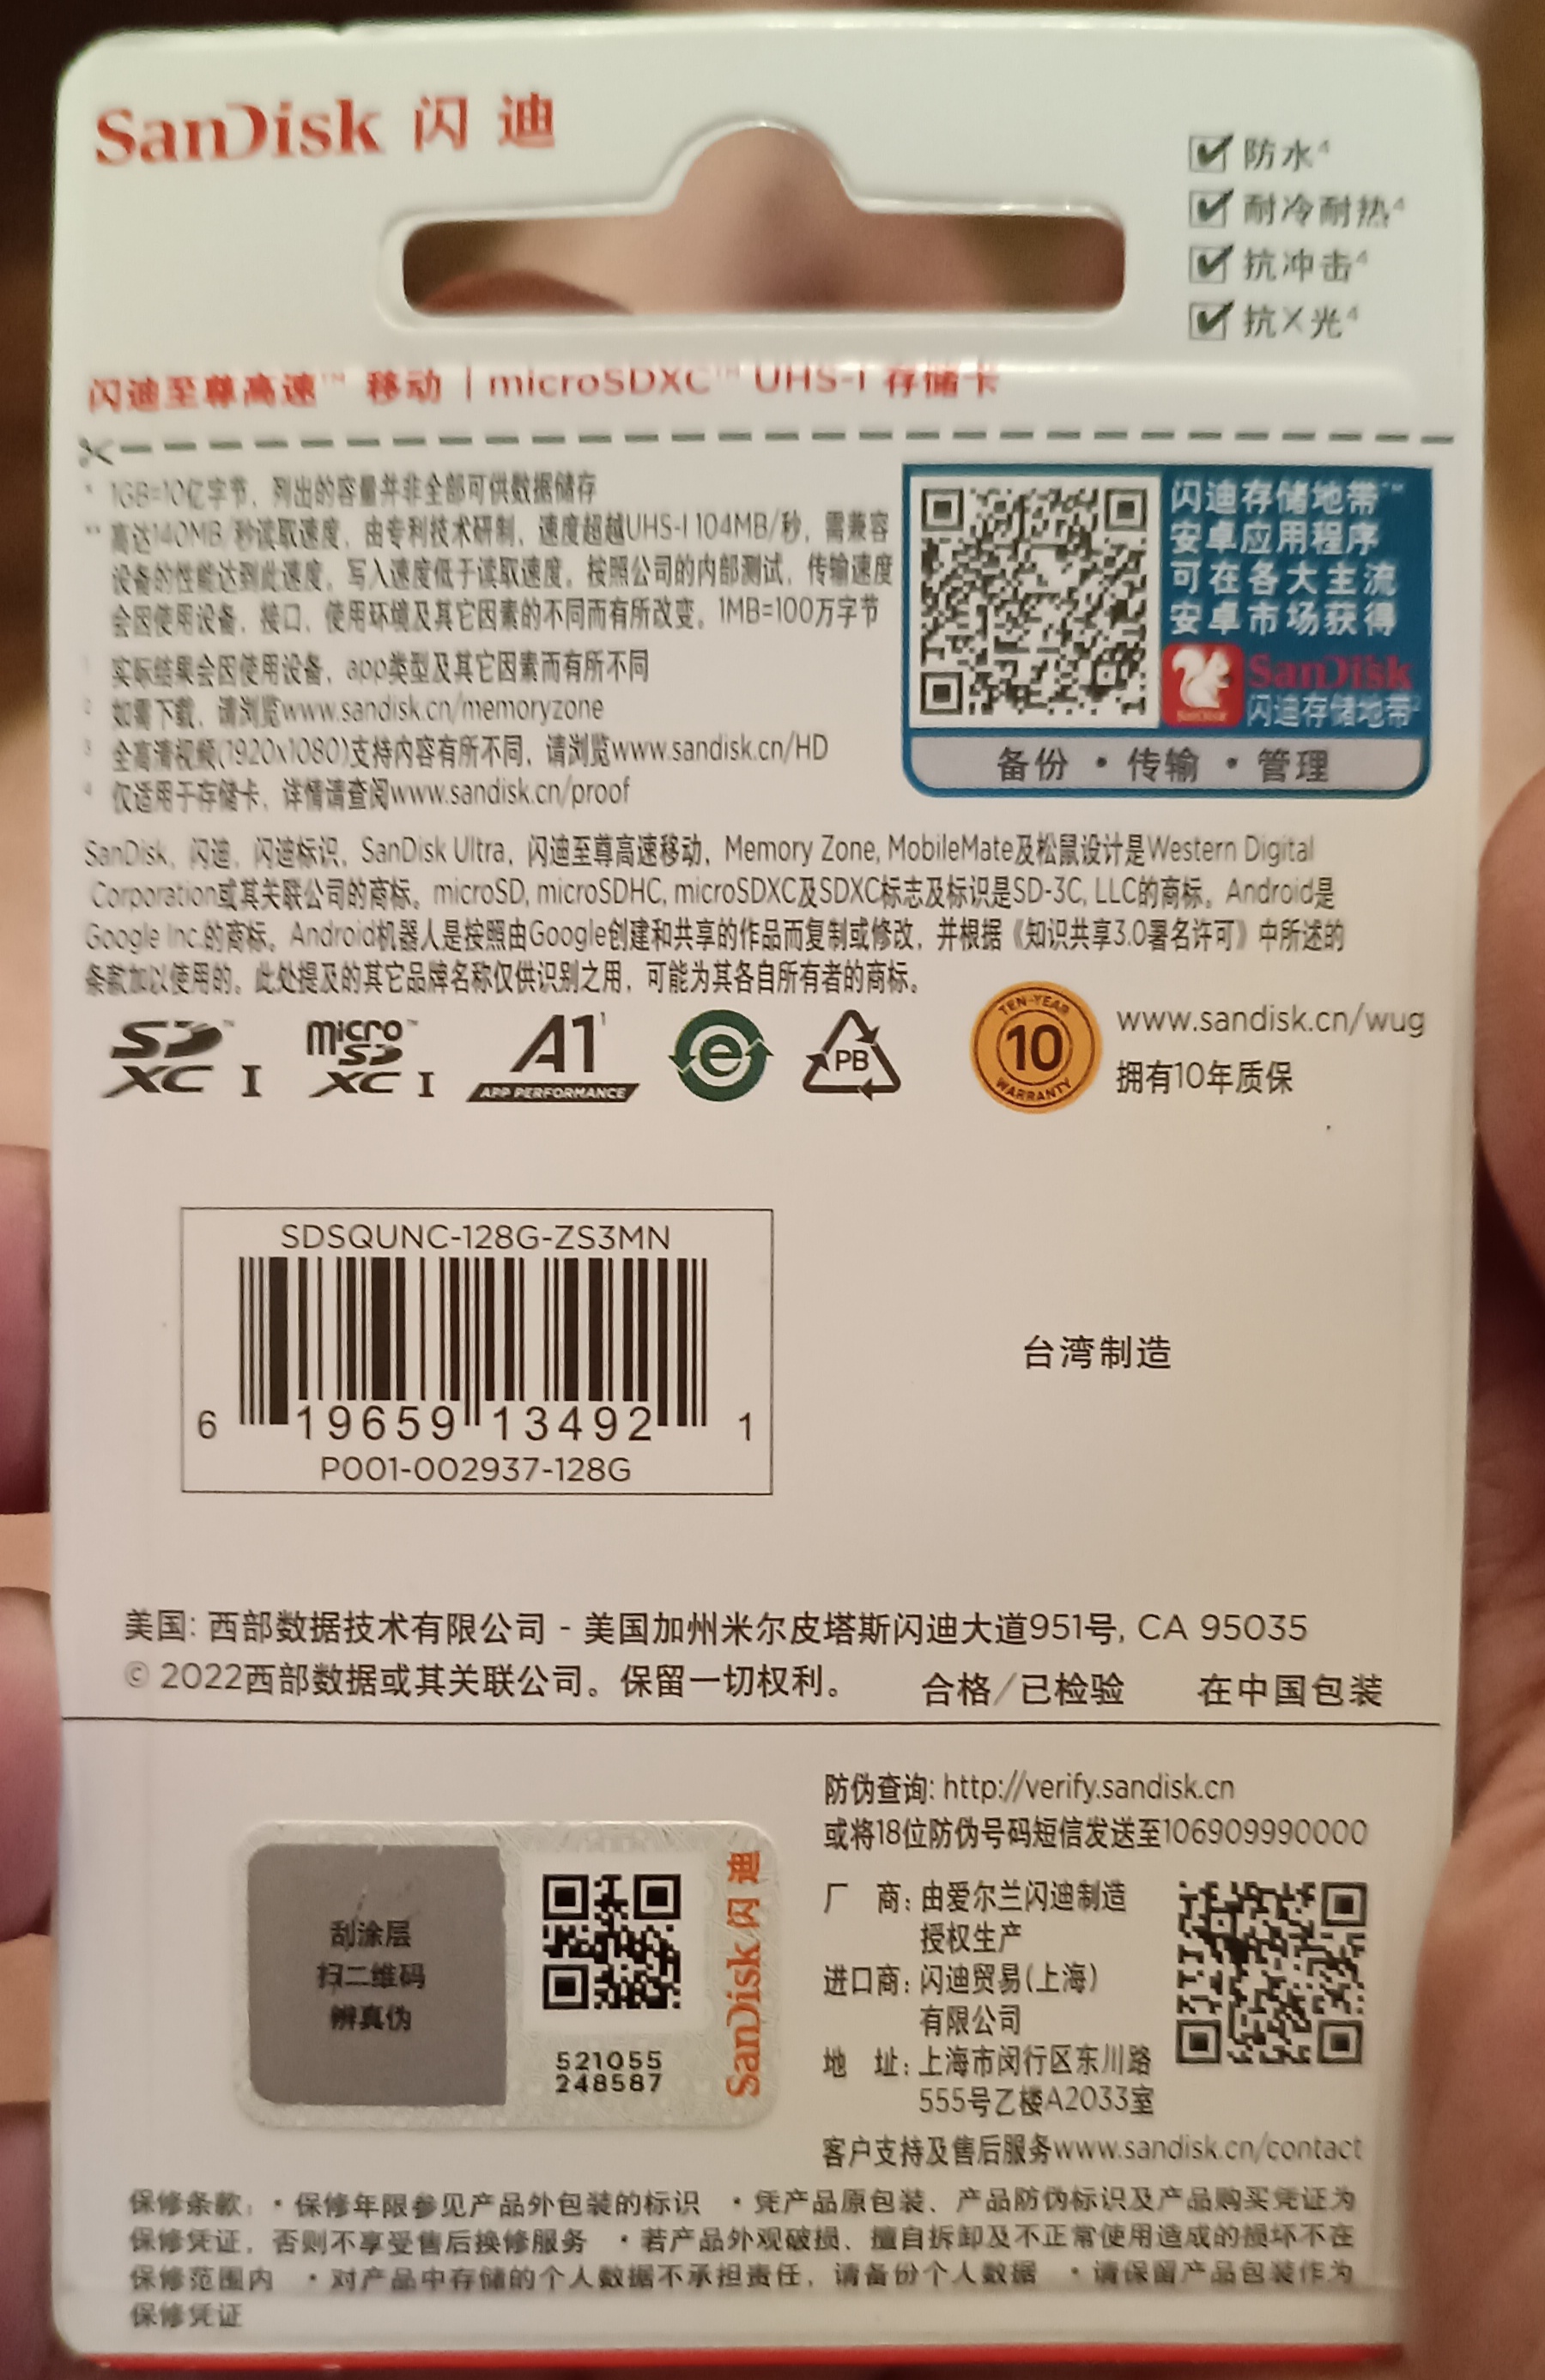 SanDisk 闪迪
防水⁴
耐冷耐热⁴
抗冲击⁴
抗X光⁴
闪迪至尊高速™ 移动 | microSDXC™ UHS-I 存储卡
* 1GB=10亿字节，列出的容量并非全部可供数据储存
** 高达140MB/秒读取速度，由专利技术研制，速度超越UHS-I 104MB/秒，需兼容
设备的性能达到此速度，写入速度低于读取速度。按照公司的内部测试，传输速度
会因使用设备、接口、使用环境及其它因素的不同而有所改变。1MB=100万字节
¹ 实际结果会因使用设备，app类型及其它因素而有所不同
² 如需下载，请浏览www.sandisk.cn/memoryzone
³ 全高清视频(1920x1080)支持内容有所不同，请浏览www.sandisk.cn/HD
⁴ 仅适用于存储卡，详情请查阅www.sandisk.cn/proof
闪迪存储地带™
安卓应用程序
可在各大主流
安卓市场获得
SanDisk
SanDisk
闪迪存储地带²
备份 • 传输 • 管理
SanDisk，闪迪，闪迪标识，SanDisk Ultra，闪迪至尊高速移动，Memory Zone, MobileMate及松鼠设计是Western Digital
Corporation或其关联公司的商标。microSD, microSDHC, microSDXC及SDXC标志及标识是SD-3C, LLC的商标。Android是
Google Inc.的商标。Android机器人是按照由Google创建和共享的作品而复制或修改，并根据《知识共享3.0署名许可》中所述的
条款加以使用的。此处提及的其它品牌名称仅供识别之用，可能为其各自所有者的商标。
SD™ XC I
micro™ SD XC I
A1¹
APP PERFORMANCE
e
PB
TEN-YEAR
10
WARRANTY
www.sandisk.cn/wug
拥有10年质保
SDSQUNC-128G-ZS3MN
6 19659 13492 1
P001-002937-128G
台湾制造
美国: 西部数据技术有限公司 - 美国加州米尔皮塔斯闪迪大道951号, CA 95035
© 2022西部数据或其关联公司。保留一切权利。 合格/已检验 在中国包装
刮涂层
扫二维码
辨真伪
521055
248587
SanDisk 闪迪
防伪查询: http://verify.sandisk.cn
或将18位防伪号码短信发送至106909990000
厂 商: 由爱尔兰闪迪制造
授权生产
进口商: 闪迪贸易(上海)
有限公司
地 址: 上海市闵行区东川路
555号乙楼A2033室
客户支持及售后服务www.sandisk.cn/contact
保修条款: • 保修年限参见产品外包装的标识 • 凭产品原包装、产品防伪标识及产品购买凭证为
保修凭证，否则不享受售后换修服务 • 若产品外观破损、擅自拆卸及不正常使用造成的损坏不在
保修范围内 • 对产品中存储的个人数据不承担责任，请备份个人数据 • 请保留产品包装作为
保修凭证